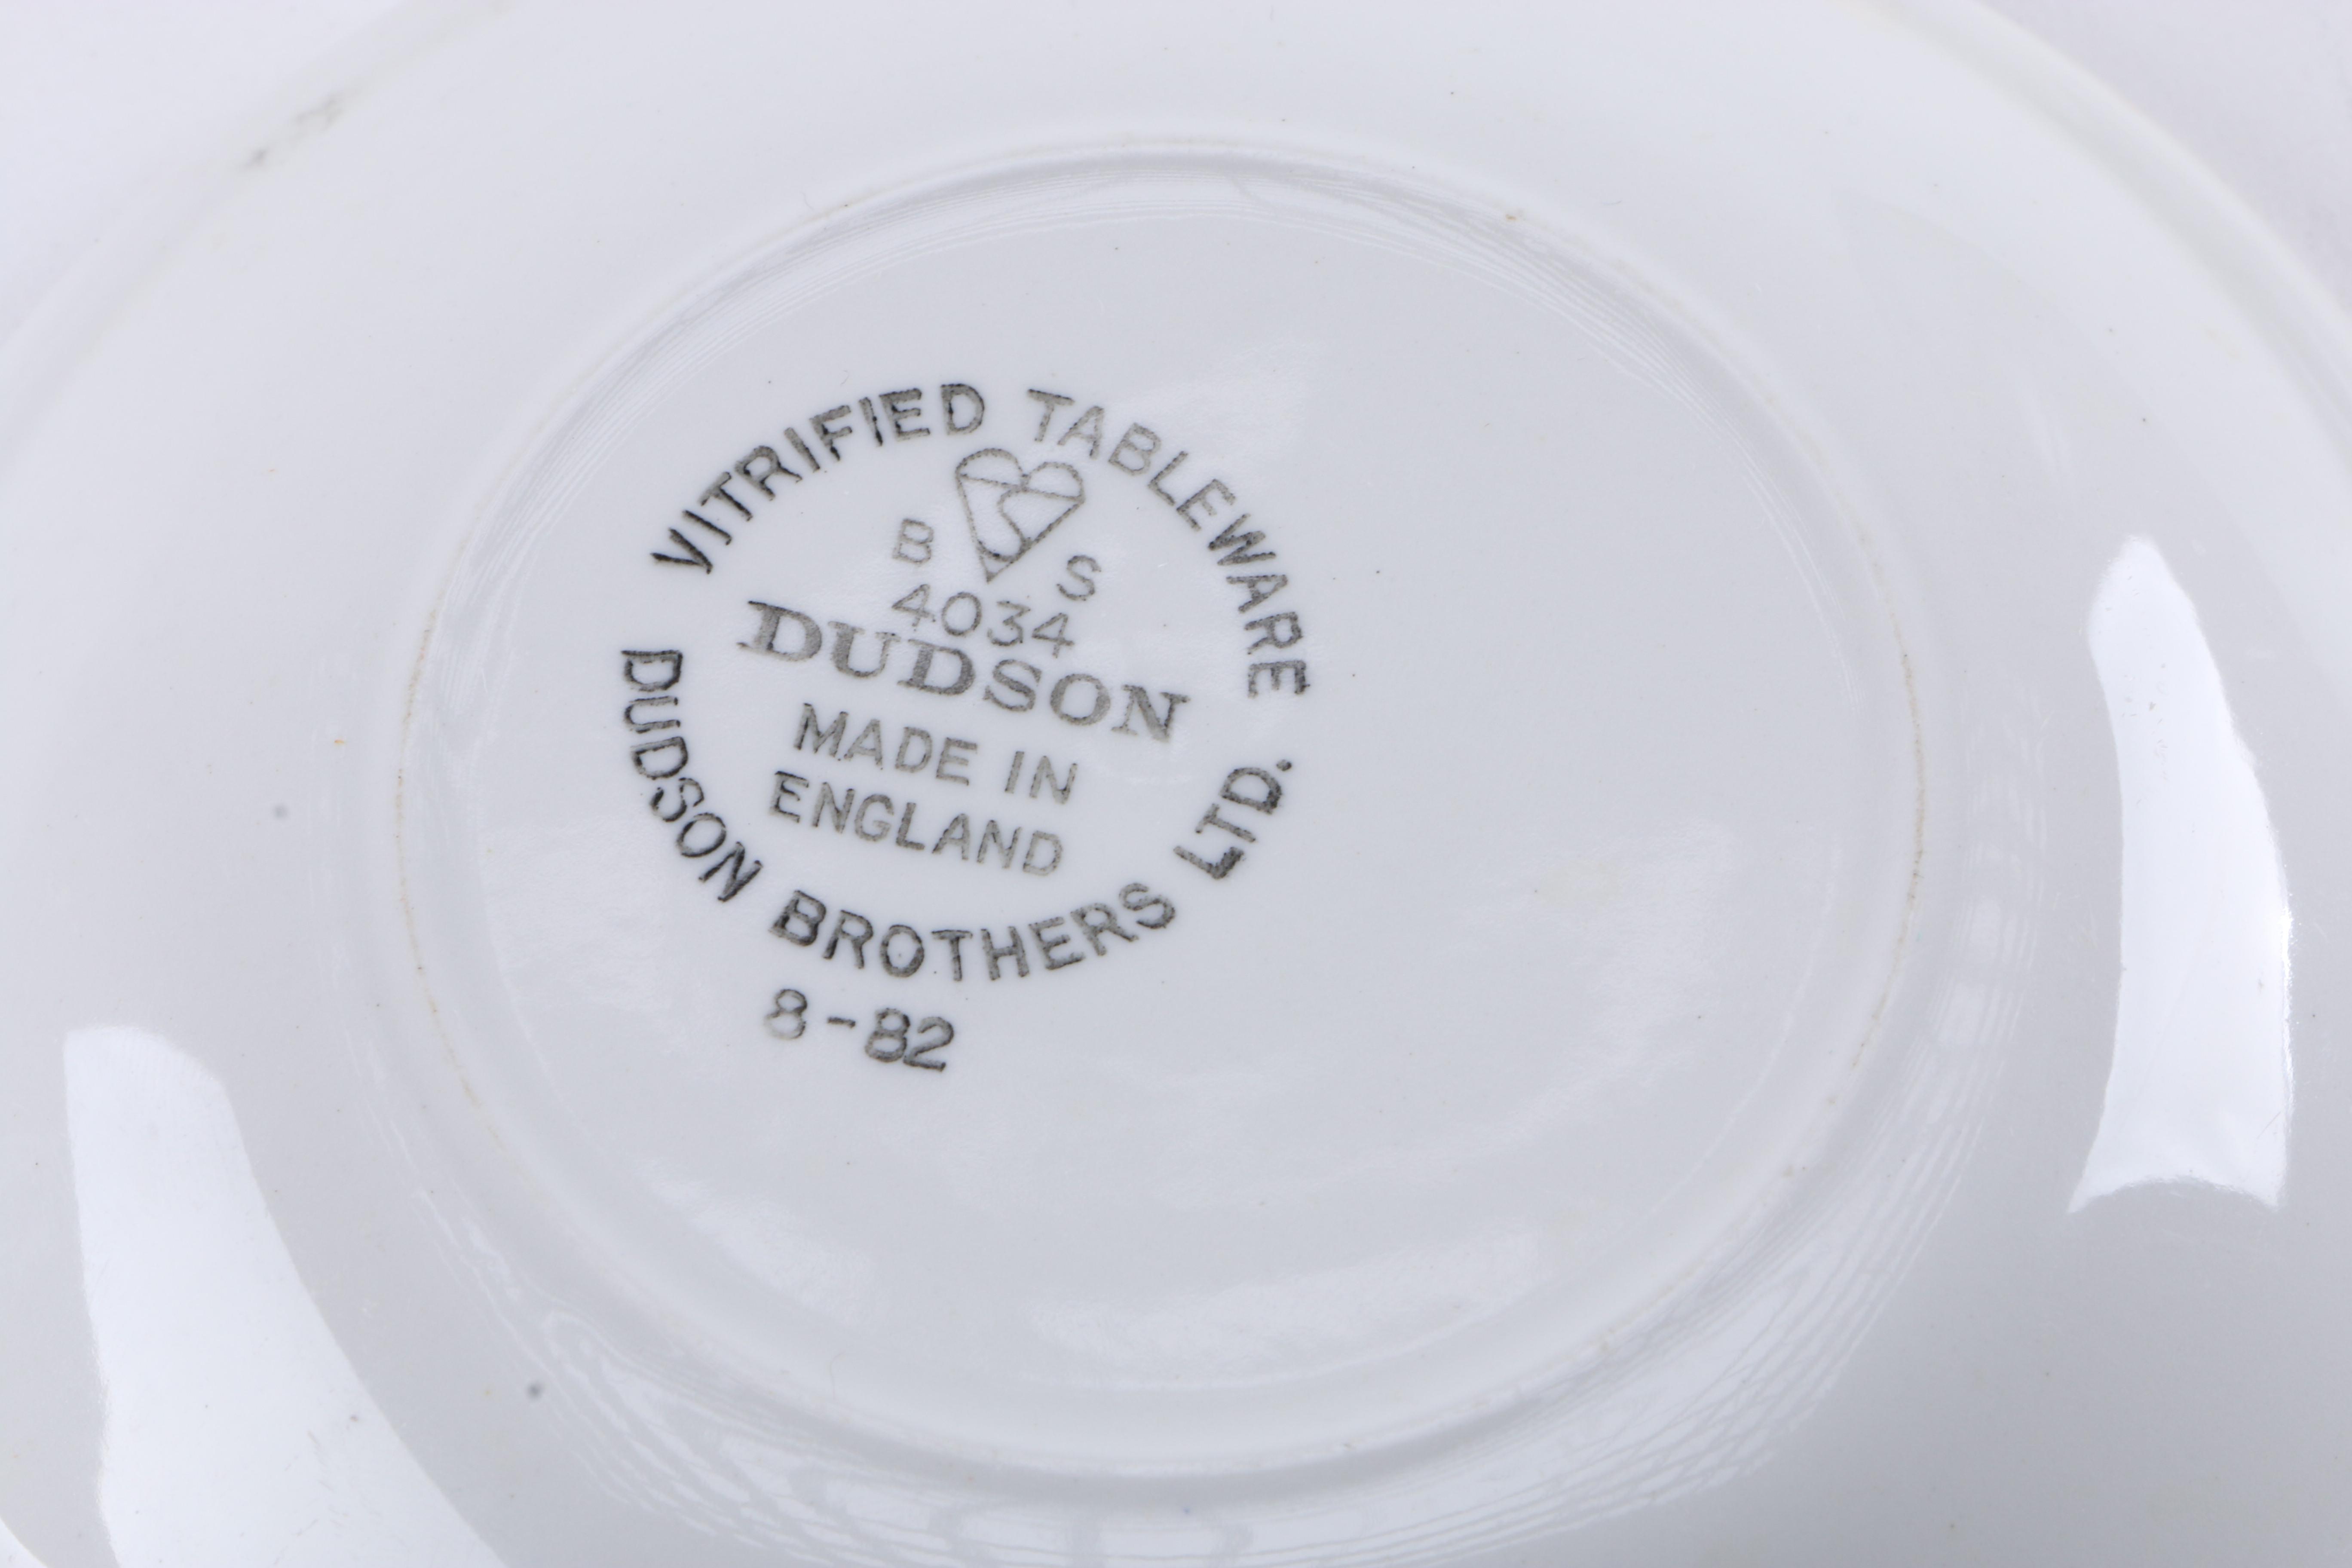 VITRIFIED TABLEWARE
B S
4034
DUDSON
MADE IN
ENGLAND
DUDSON BROTHERS LTD.
8-82